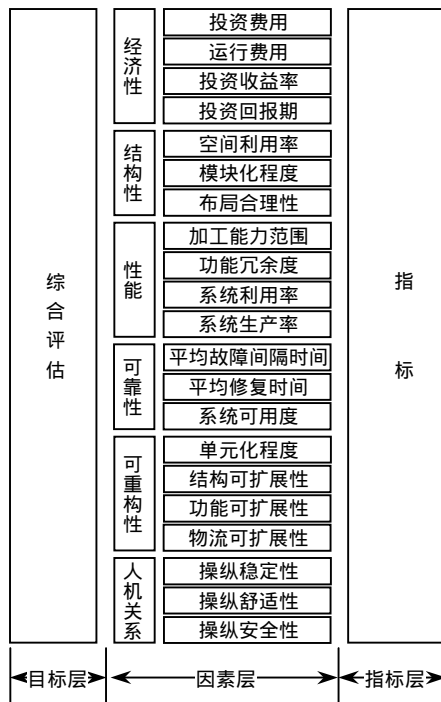 综合评估
经济性
投资费用
运行费用
投资收益率
投资回报期
结构性
空间利用率
模块化程度
布局合理性
性能
加工能力范围
功能冗余度
系统利用率
系统生产率
可靠性
平均故障间隔时间
平均修复时间
系统可用度
可重构性
单元化程度
结构可扩展性
功能可扩展性
物流可扩展性
人机关系
操纵稳定性
操纵舒适性
操纵安全性
指标
目标层
因素层
指标层